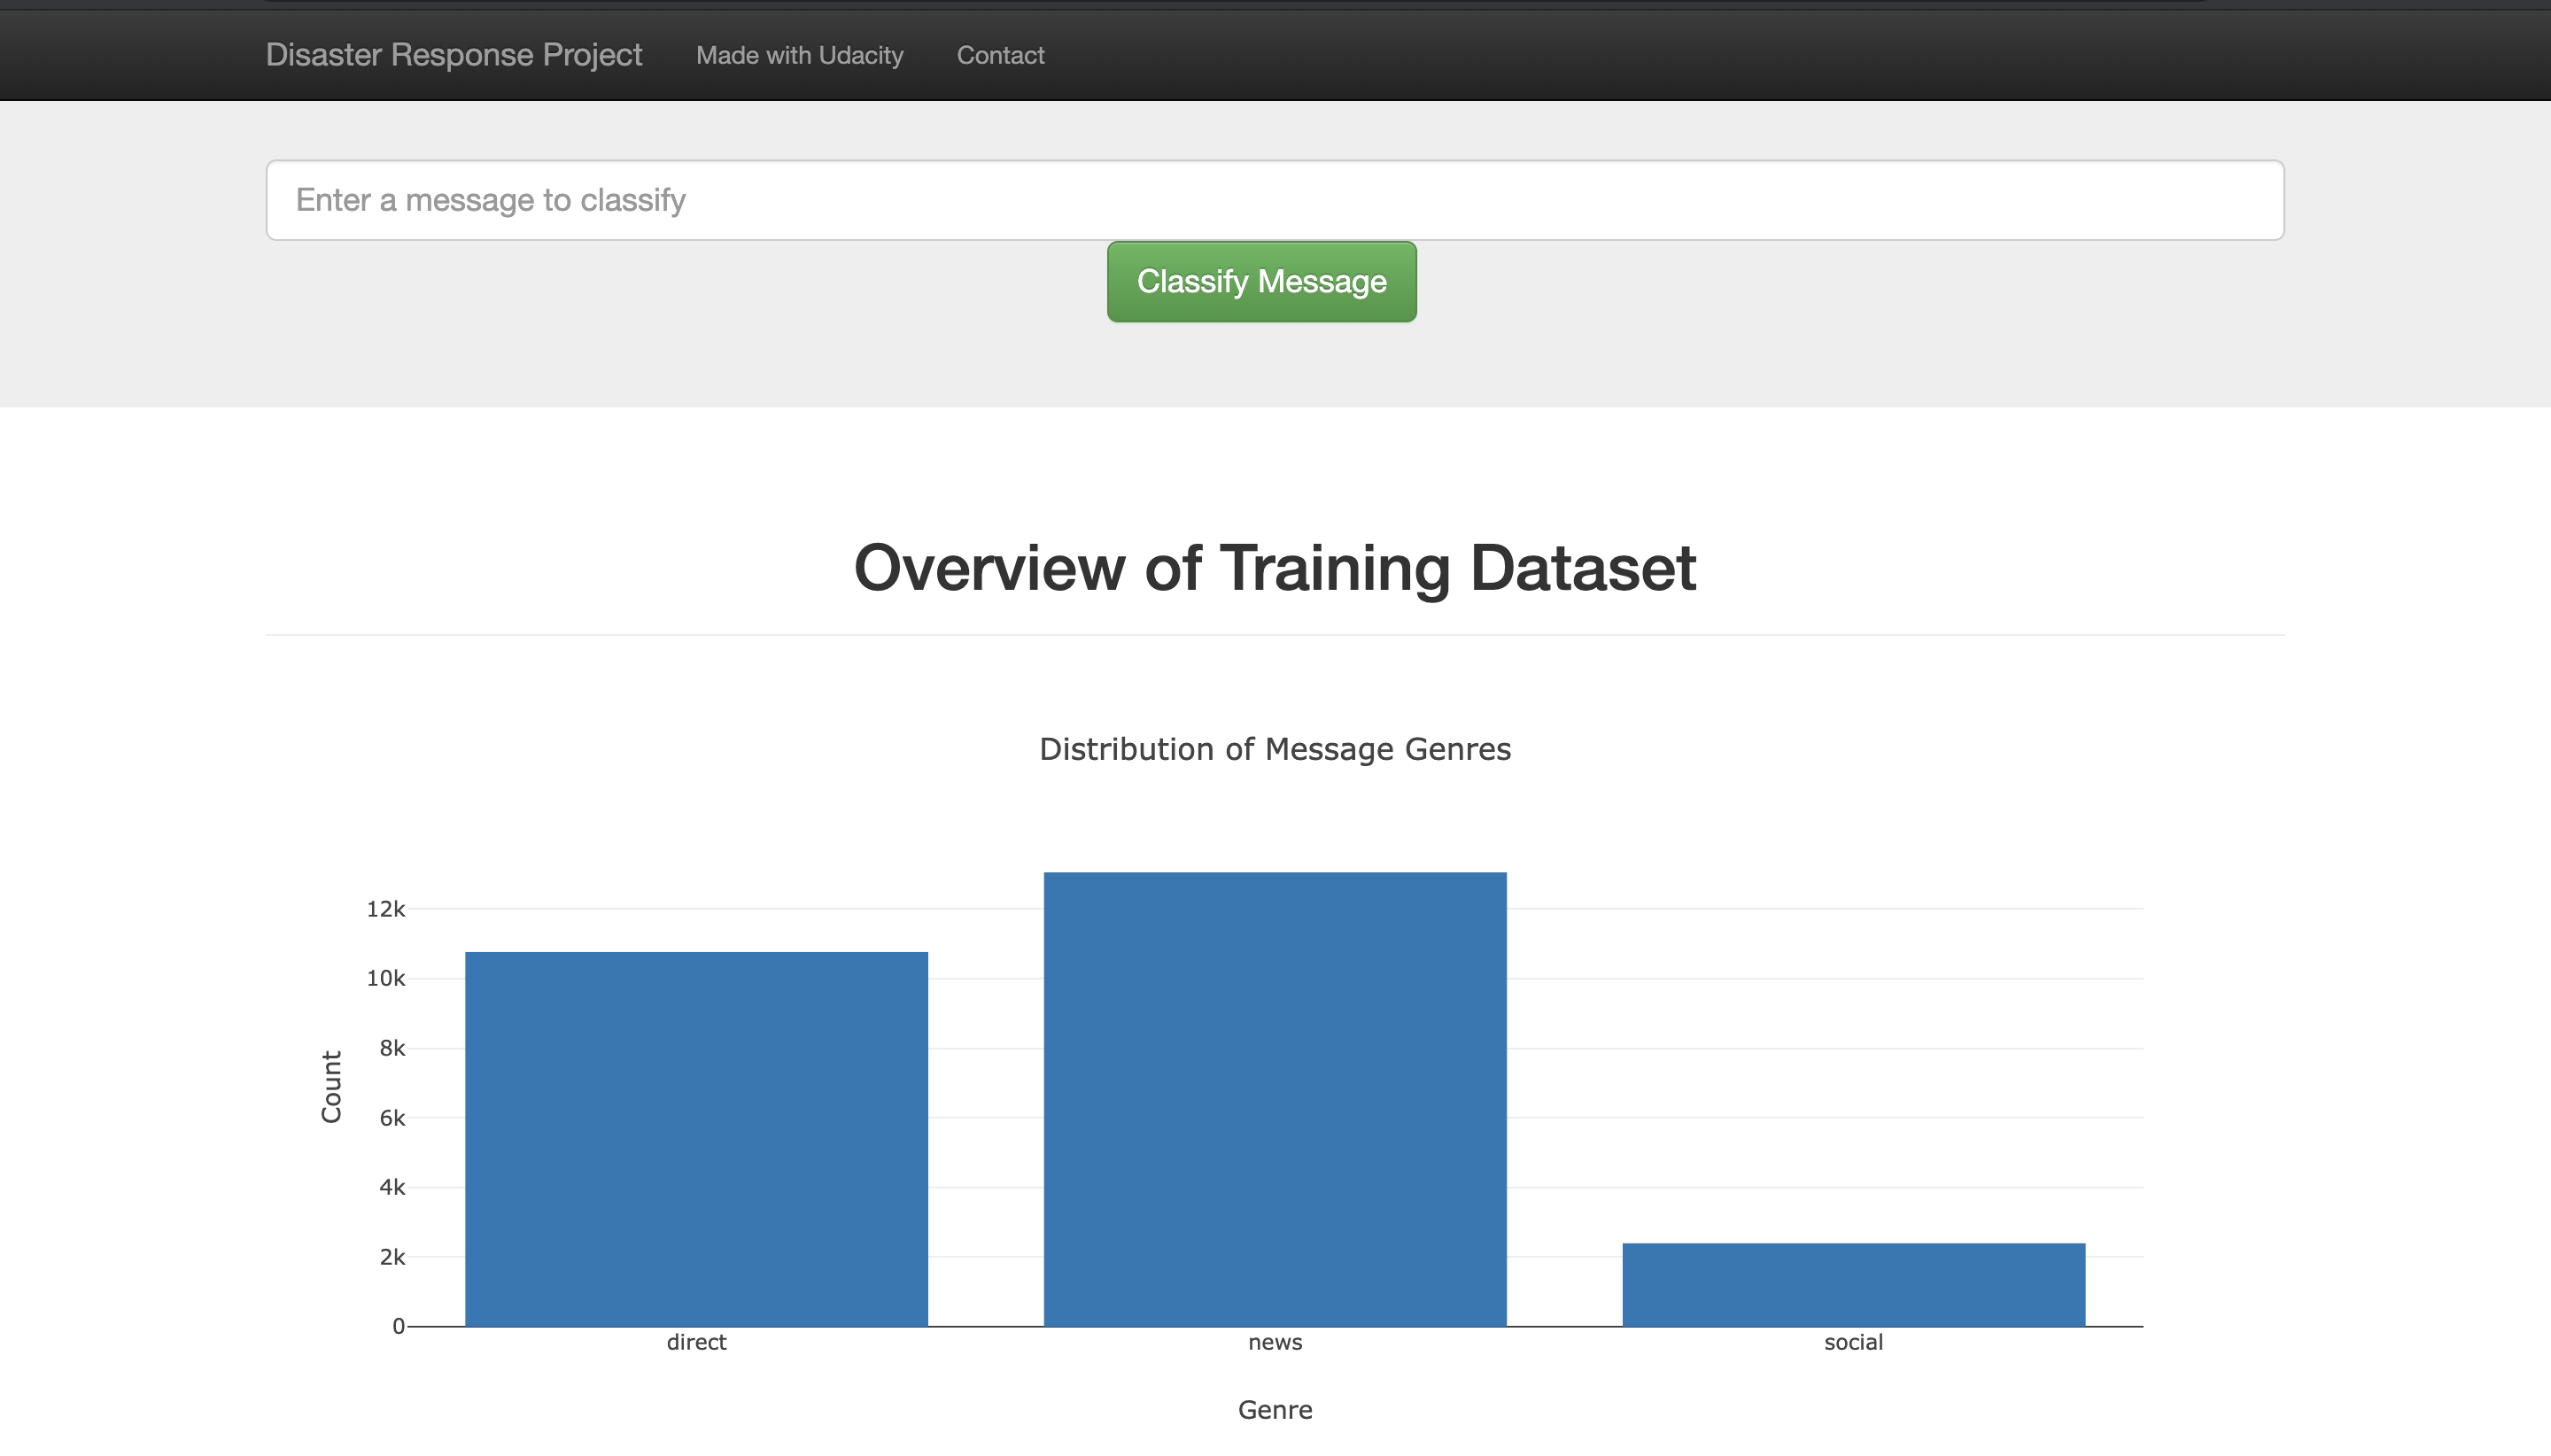 Disaster Response Project Made with Udacity Contact
Enter a message to classify
Classify Message
Overview of Training Dataset
Distribution of Message Genres
12k
10k
8k
6k
4k
2k
0
Count
direct news social
Genre